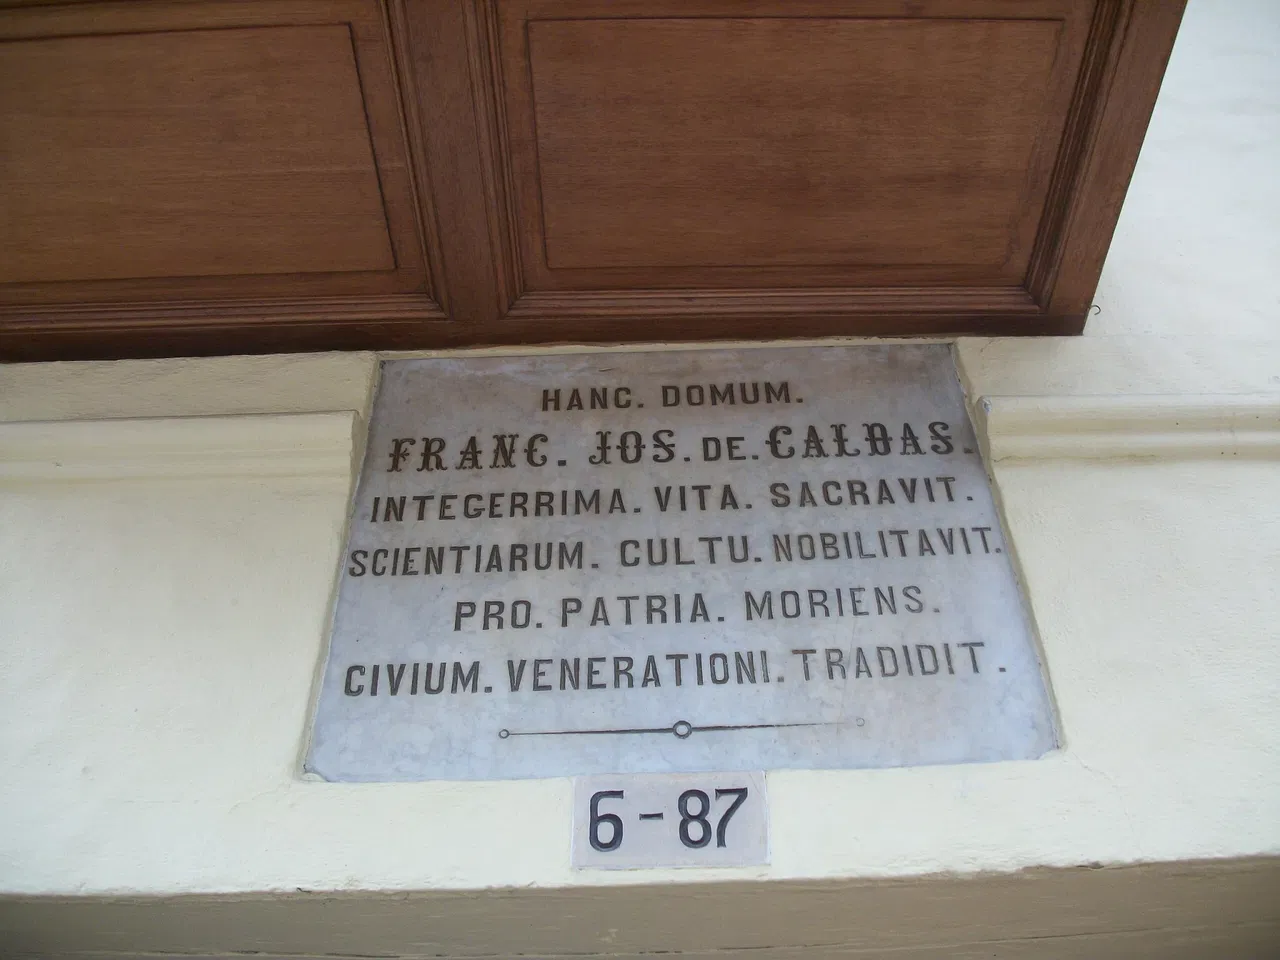 HANC. DOMUM.
FRANC. JOS. DE. CALDAS.
INTEGERRIMA. VITA. SACRAVIT.
SCIENTIARUM. CULTU. NOBILITAVIT.
PRO. PATRIA. MORIENS.
CIVIUM. VENERATIONI. TRADIDIT.
6-87